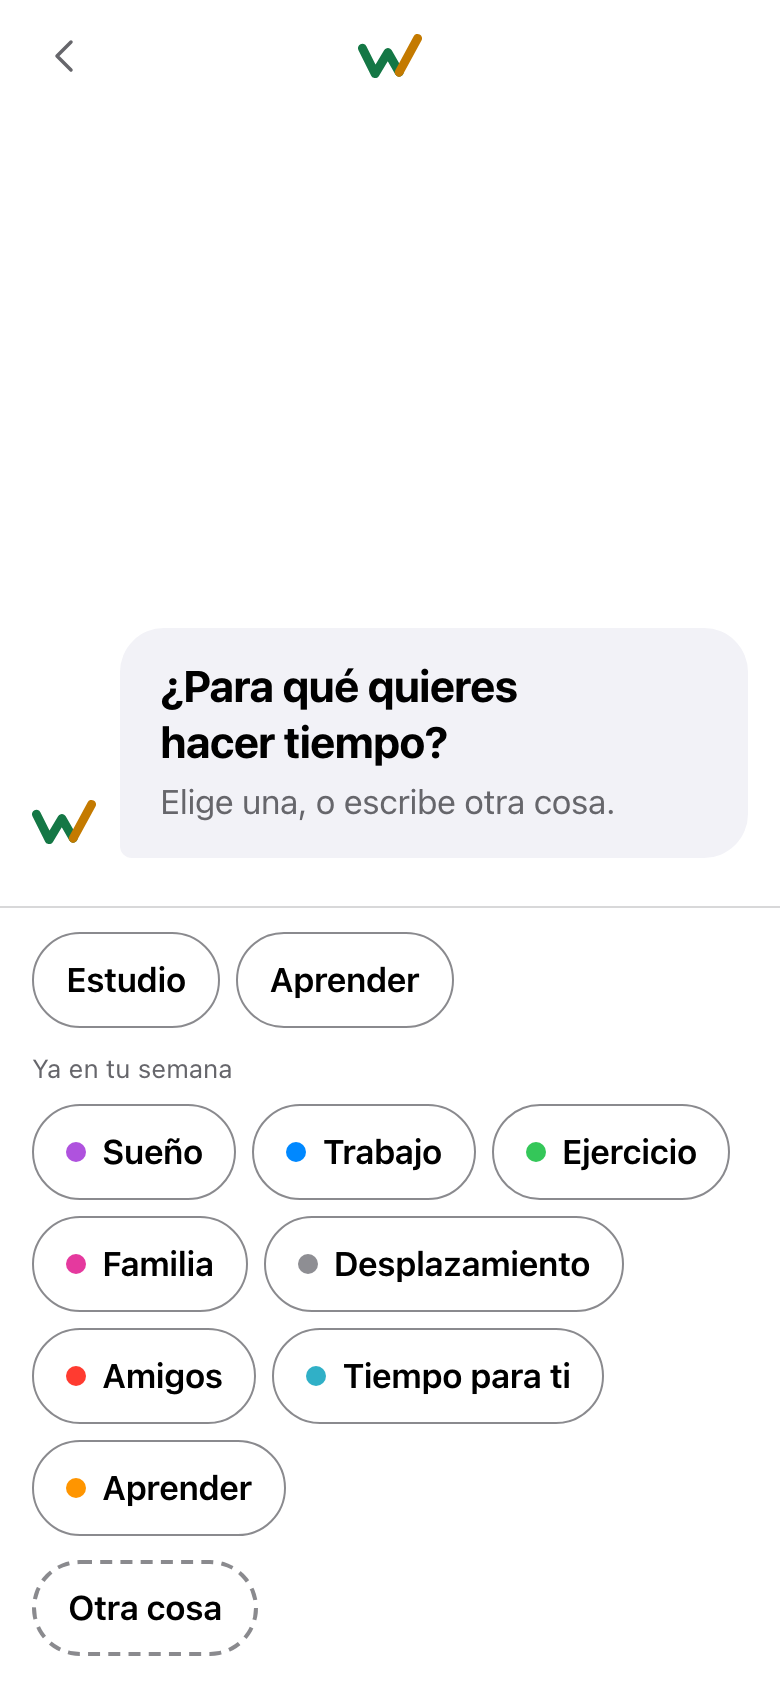 ¿Para qué quieres
hacer tiempo?
Elige una, o escribe otra cosa.
Estudio
Aprender
Ya en tu semana
Sueño
Trabajo
Ejercicio
Familia
Desplazamiento
Amigos
Tiempo para ti
Aprender
Otra cosa